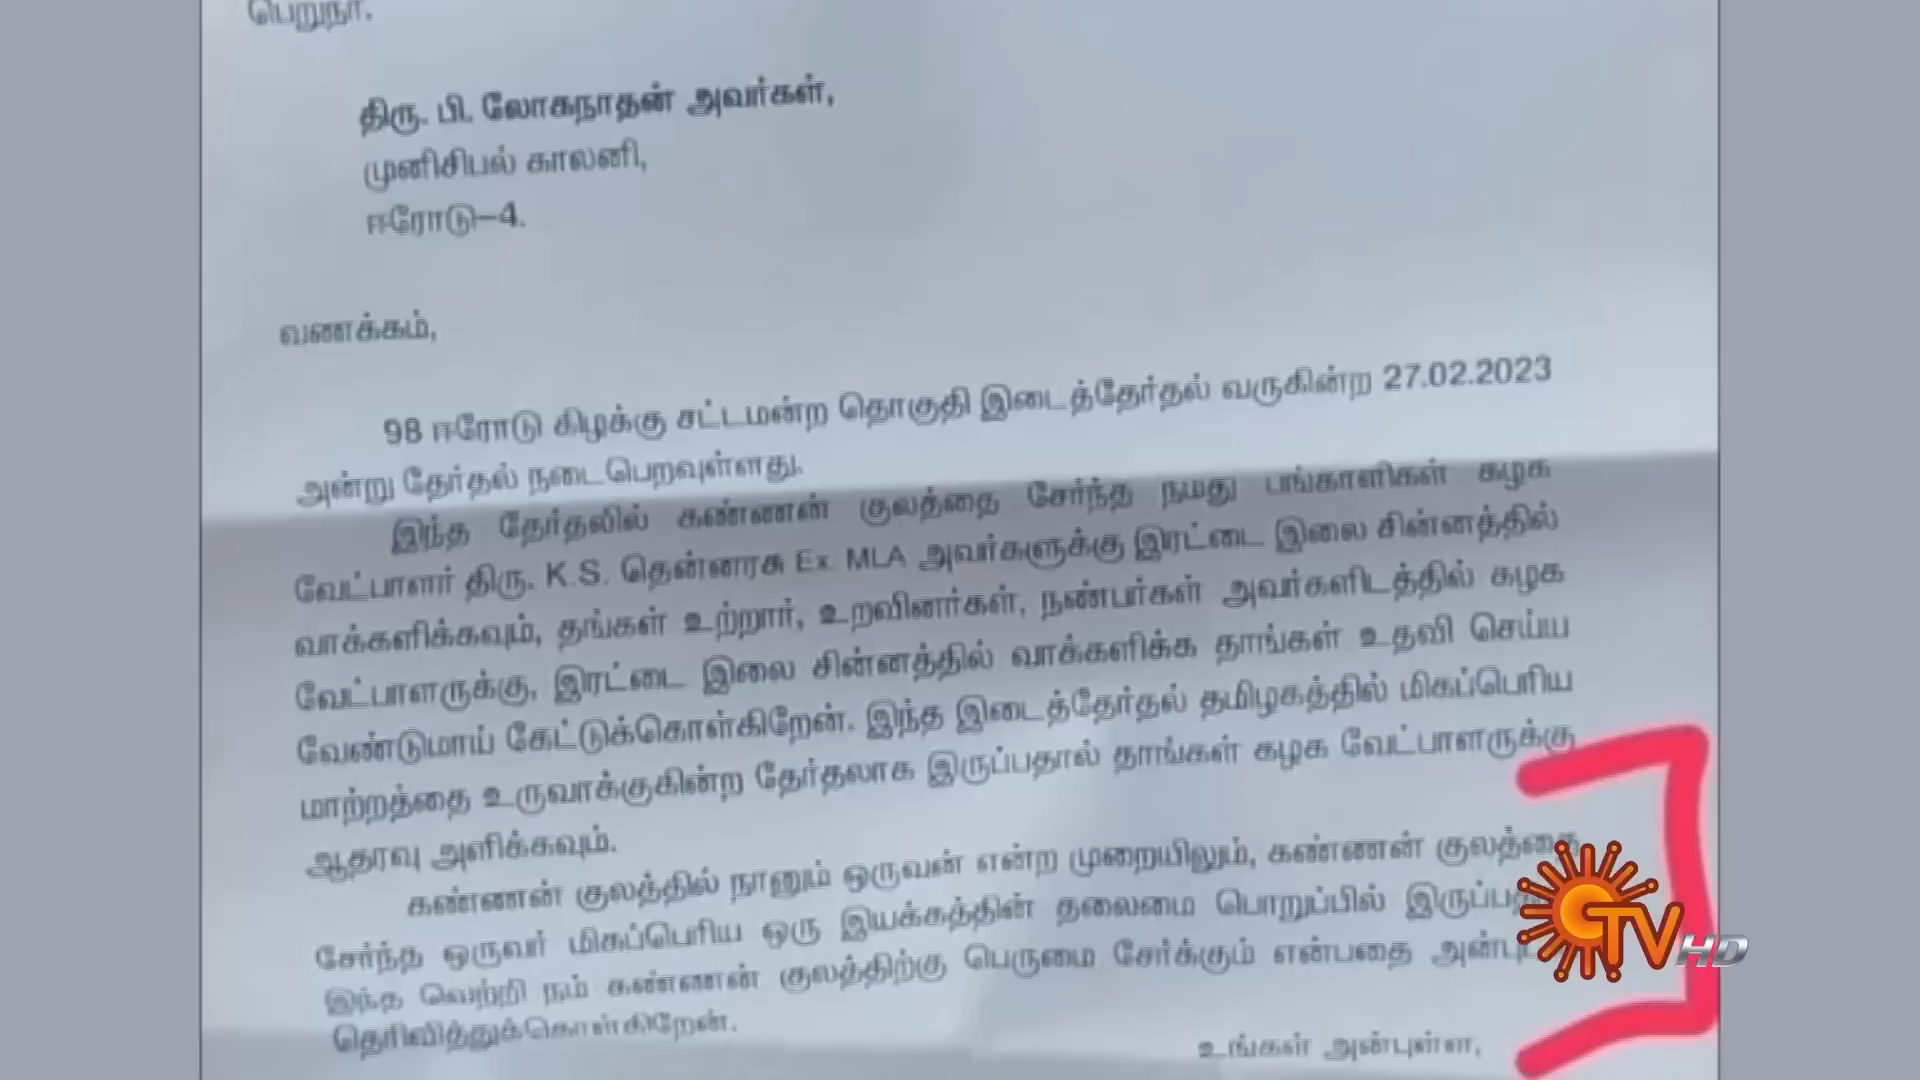 பெறுநர்.
திரு. பி. லோகநாதன் அவர்கள்,
முனிசிபல் காலனி,
ஈரோடு–4.
வணக்கம்,
98 ஈரோடு கிழக்கு சட்டமன்ற தொகுதி இடைத்தேர்தல் வருகின்ற 27.02.2023
அன்று தேர்தல் நடைபெறவுள்ளது.
இந்த தேர்தலில் கண்ணன் குலத்தை சேர்ந்த நமது பங்காளிகள் கழக
வேட்பாளர் திரு. K.S. தென்னரசு Ex. MLA அவர்களுக்கு இரட்டை இலை சின்னத்தில்
வாக்களிக்கவும், தங்கள் உற்றார், உறவினர்கள், நண்பர்கள் அவர்களிடத்தில் கழக
வேட்பாளருக்கு, இரட்டை இலை சின்னத்தில் வாக்களிக்க தாங்கள் உதவி செய்ய
வேண்டுமாய் கேட்டுக்கொள்கிறேன். இந்த இடைத்தேர்தல் தமிழகத்தில் மிகப்பெரிய
மாற்றத்தை உருவாக்குகின்ற தேர்தலாக இருப்பதால் தாங்கள் கழக வேட்பாளருக்கு
ஆதரவு அளிக்கவும்.
கண்ணன் குலத்தில் நானும் ஒருவன் என்ற முறையிலும், கண்ணன் குலத்தை
சேர்ந்த ஒருவர் மிகப்பெரிய ஒரு இயக்கத்தின் தலைமை பொறுப்பில்
இந்த வெற்றி நம் கண்ணன் குலத்திற்கு பெருமை சேர்க்கும் என்பதை
தெரிவித்துக்கொள்கிறேன்.
உங்கள் அன்புள்ள,
TV HD